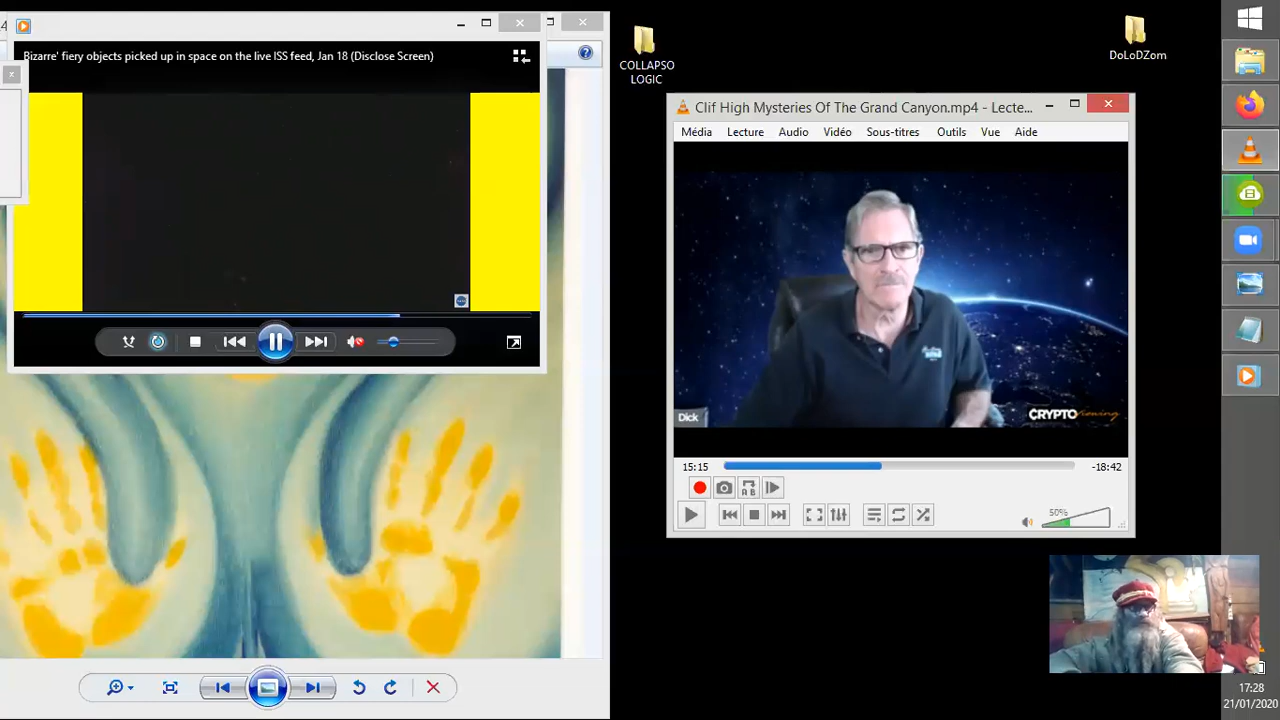 Bizarre' fiery objects picked up in space on the live ISS feed, Jan 18 (Disclose Screen)
COLLAPSO
LOGIC
DoLoDZom
Clif High Mysteries Of The Grand Canyon.mp4 - Lecte...
Média Lecture Audio Vidéo Sous-titres Outils Vue Aide
Dick
CRYPTO Viewing
15:15
-18:42
50%
17:28
21/01/2020